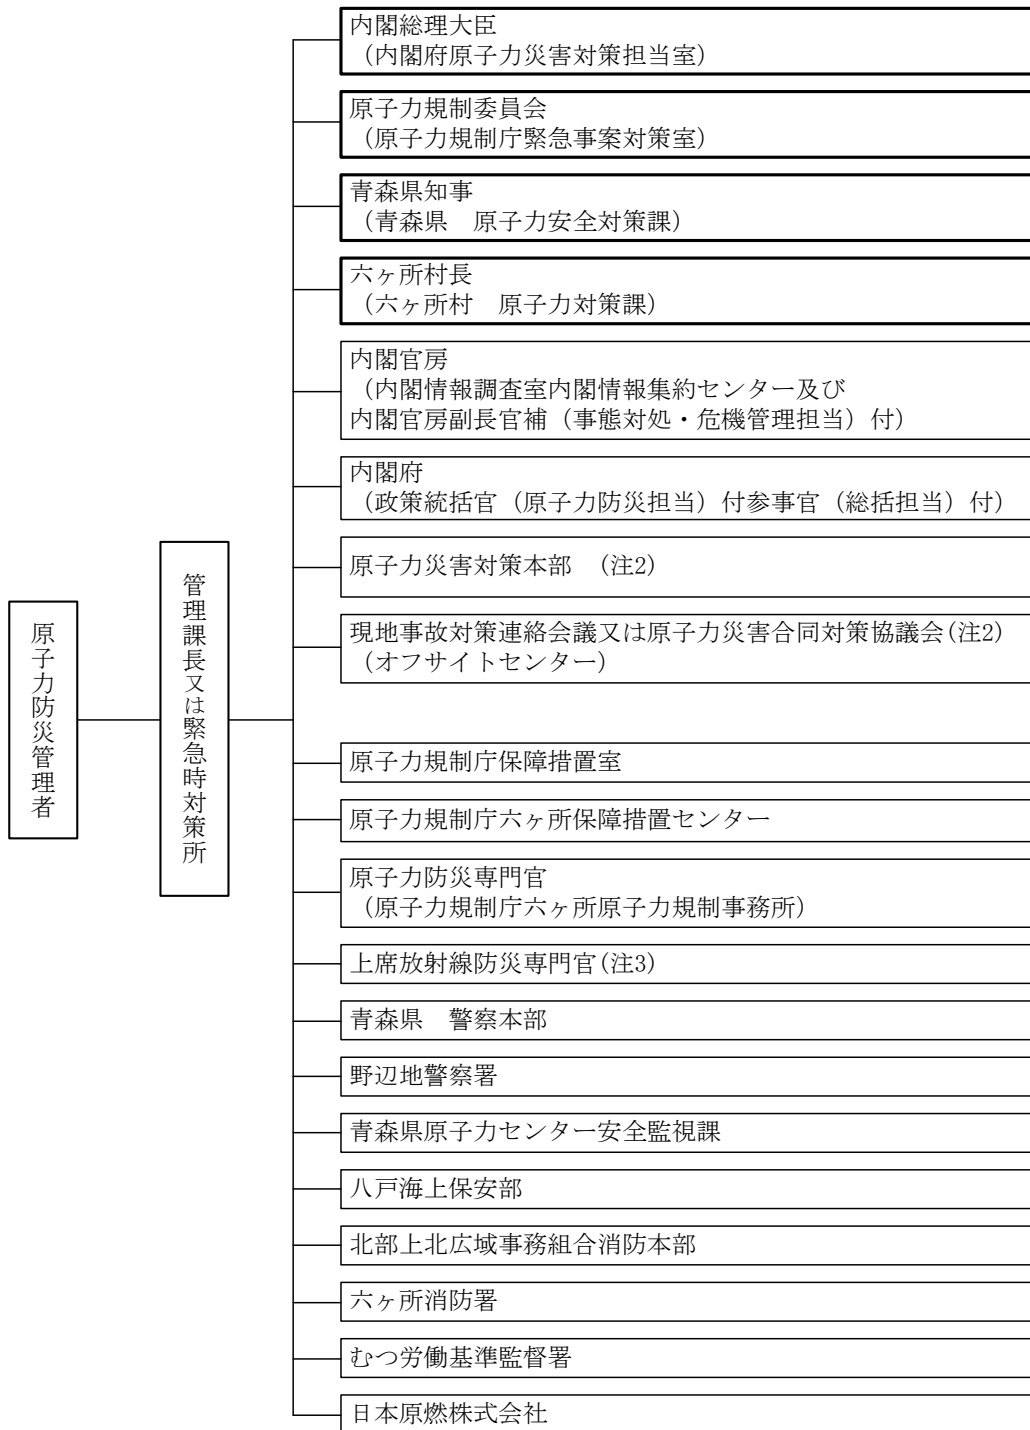 原子力防災管理者
管理課長又は緊急時対策所
内閣総理大臣
（内閣府原子力災害対策担当室）
原子力規制委員会
（原子力規制庁緊急事案対策室）
青森県知事
（青森県　原子力安全対策課）
六ヶ所村長
（六ヶ所村　原子力対策課）
内閣官房
（内閣情報調査室内閣情報集約センター及び
内閣官房副長官補（事態対処・危機管理担当）付）
内閣府
（政策統括官（原子力防災担当）付参事官（総括担当）付）
原子力災害対策本部　（注2）
現地事故対策連絡会議又は原子力災害合同対策協議会(注2)
（オフサイトセンター）
原子力規制庁保障措置室
原子力規制庁六ヶ所保障措置センター
原子力防災専門官
（原子力規制庁六ヶ所原子力規制事務所）
上席放射線防災専門官(注3)
青森県　警察本部
野辺地警察署
青森県原子力センター安全監視課
八戸海上保安部
北部上北広域事務組合消防本部
六ヶ所消防署
むつ労働基準監督署
日本原燃株式会社